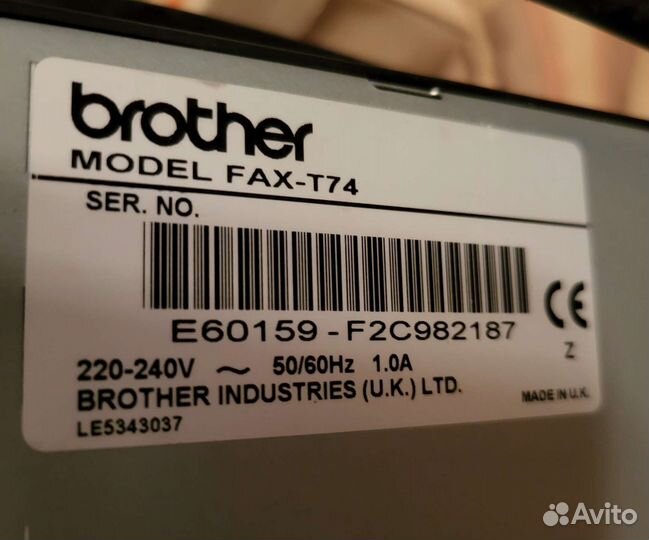 brother
MODEL FAX-T74
SER. NO.
E60159-F2C982187
CE
Z
220-240V ~ 50/60Hz 1.0A
BROTHER INDUSTRIES (U.K.) LTD.
MADE IN U.K.
LE5343037
Avito